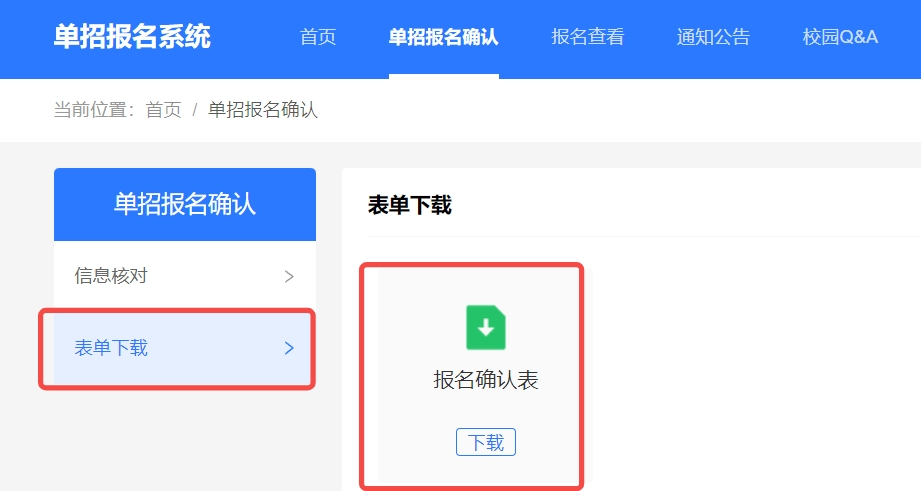 单招报名系统 首页 单招报名确认 报名查看 通知公告 校园Q&A
当前位置：首页 / 单招报名确认
单招报名确认
信息核对 >
表单下载 >
表单下载
报名确认表
下载